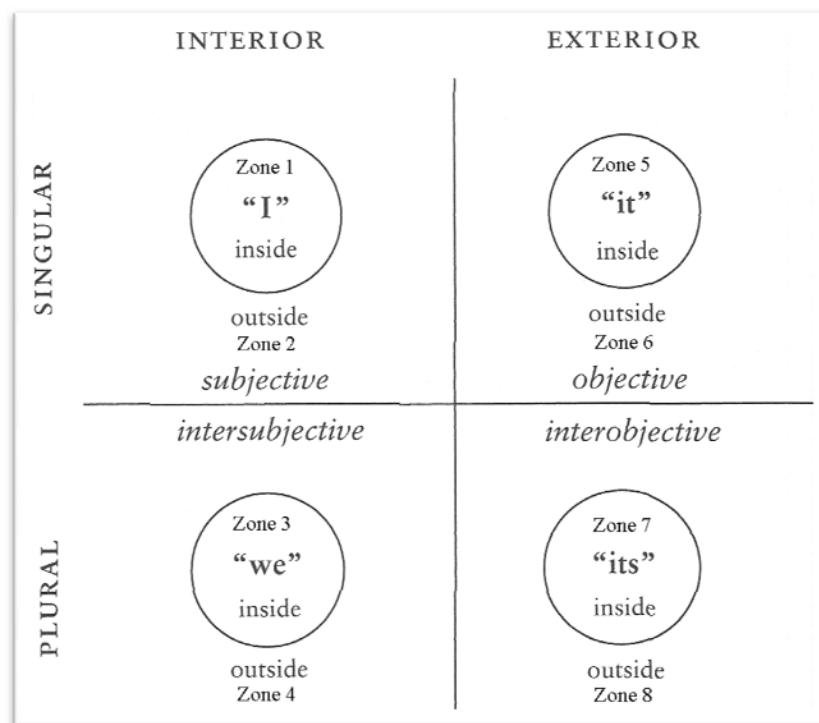 INTERIOR
EXTERIOR
SINGULAR
Zone 1
“I”
inside
outside
Zone 2
subjective
Zone 5
“it”
inside
outside
Zone 6
objective
PLURAL
intersubjective
Zone 3
“we”
inside
outside
Zone 4
interobjective
Zone 7
“its”
inside
outside
Zone 8